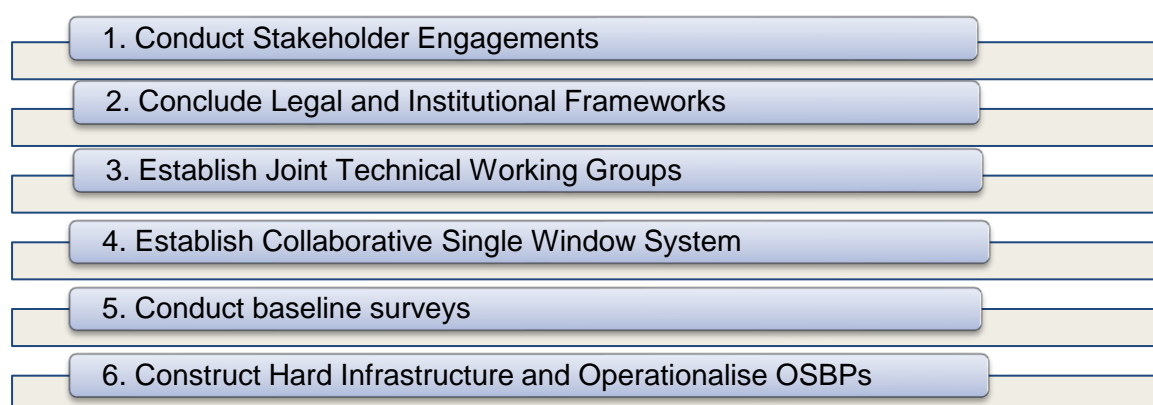 1. Conduct Stakeholder Engagements
2. Conclude Legal and Institutional Frameworks
3. Establish Joint Technical Working Groups
4. Establish Collaborative Single Window System
5. Conduct baseline surveys
6. Construct Hard Infrastructure and Operationalise OSBPs